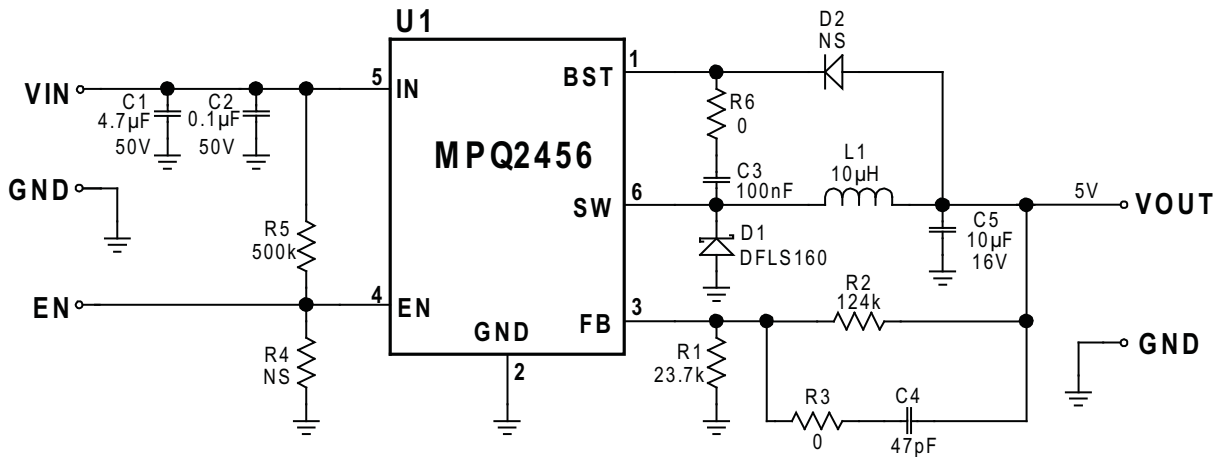 U1
MPQ2456
VIN
C1
4.7µF
50V
C2
0.1µF
50V
5
IN
GND
R5
500k
EN
4
EN
R4
NS
GND
2
1
BST
R6
0
C3
100nF
D2
NS
6
SW
L1
10µH
D1
DFLS160
C5
10µF
16V
5V
VOUT
3
FB
R2
124k
R1
23.7k
R3
0
C4
47pF
GND